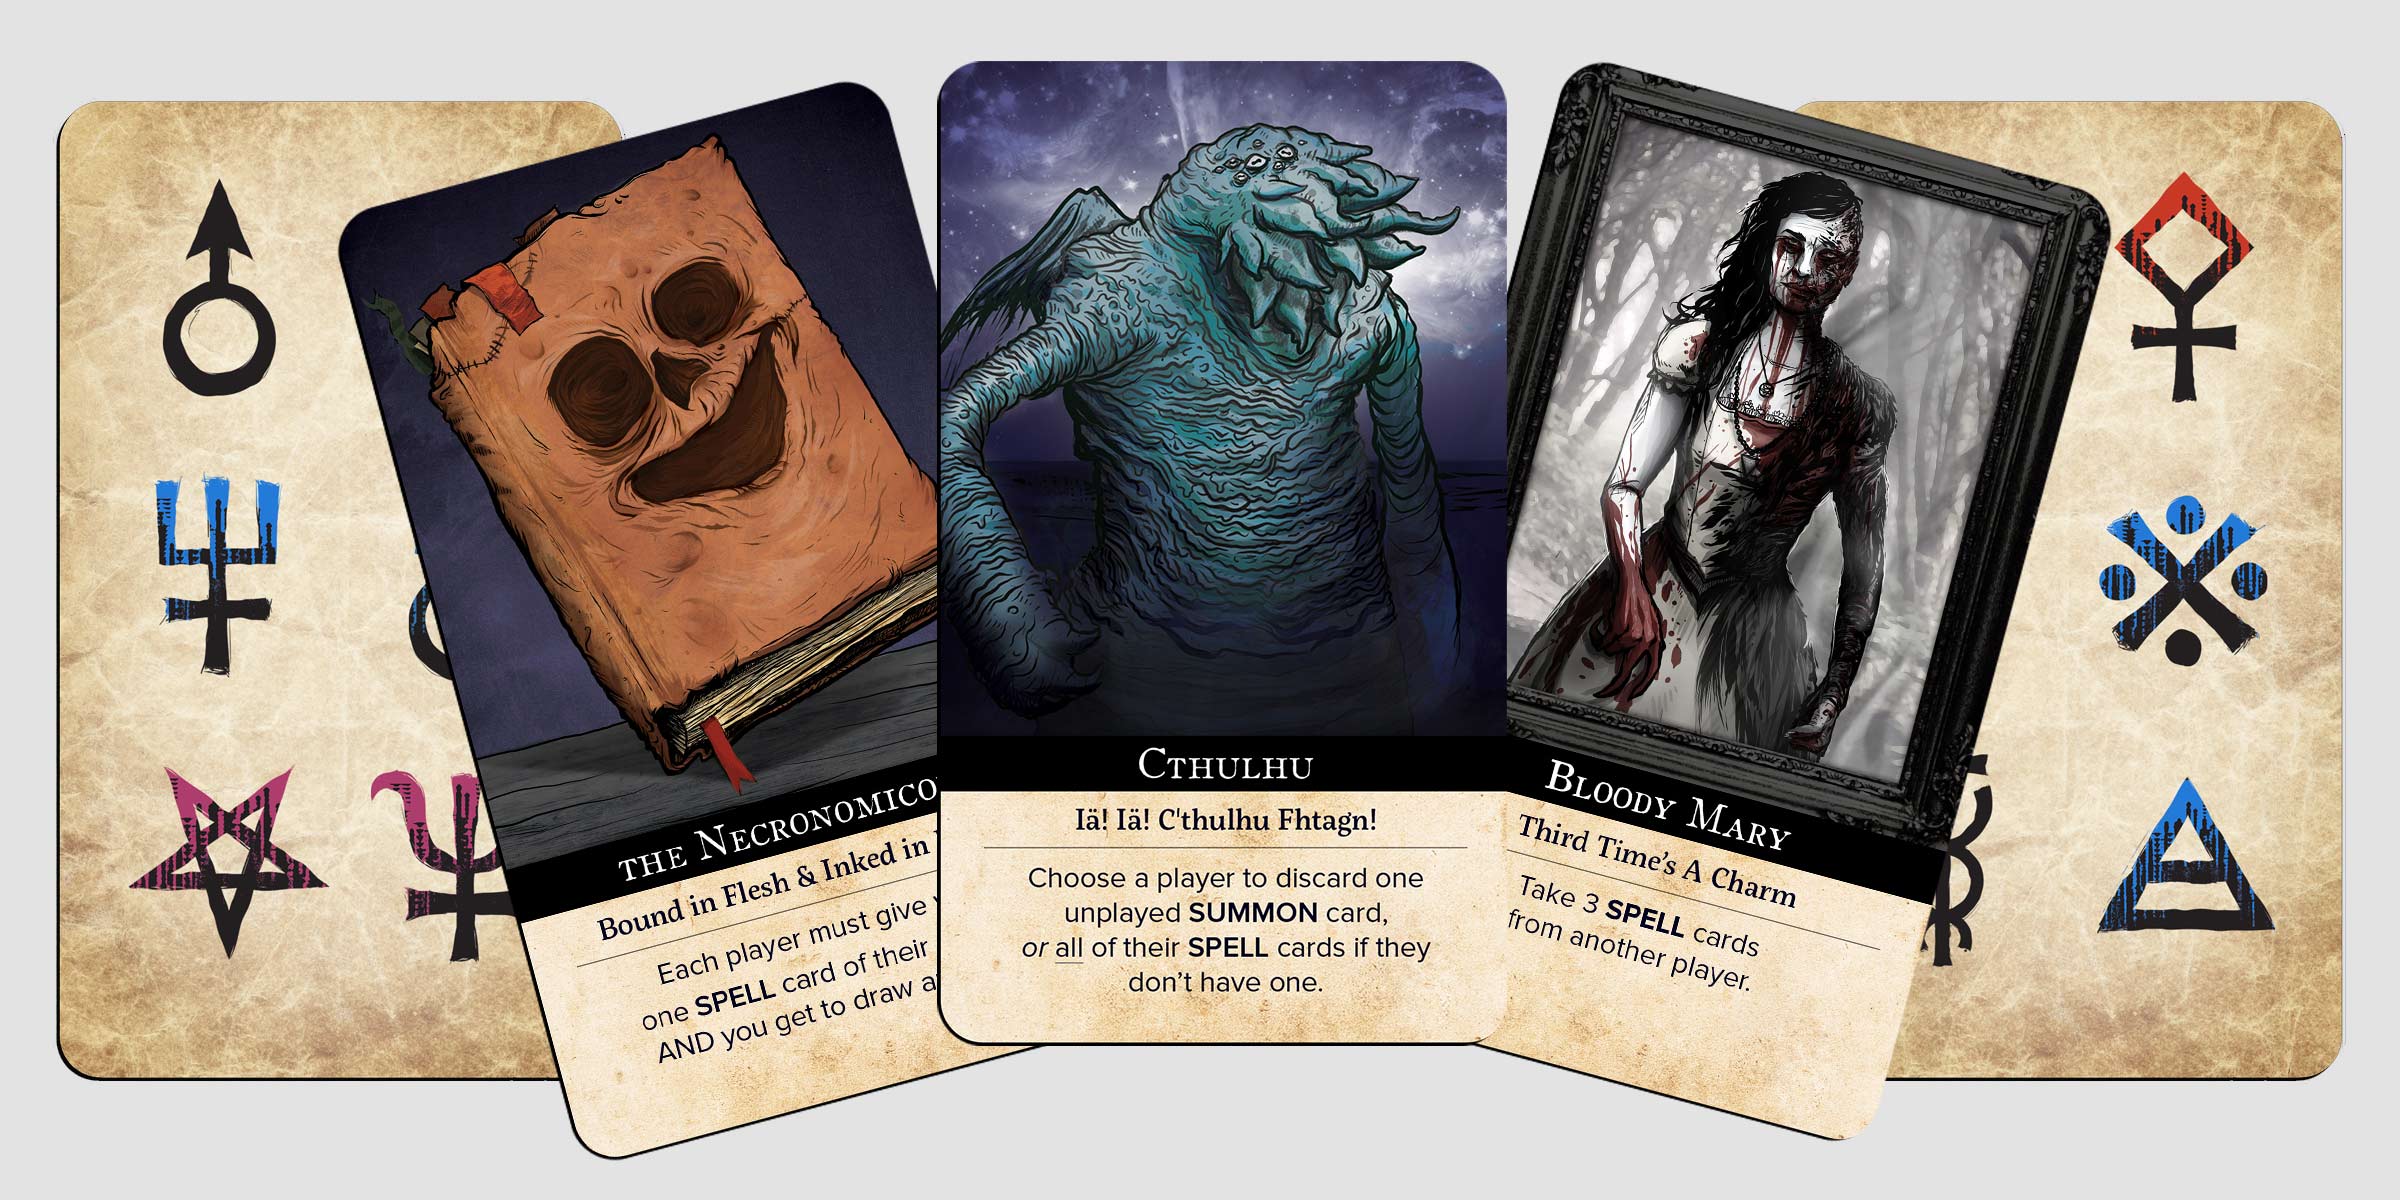 THE
Bound in Flesh & Inked in
Each player must give
one SPELL card of their
AND you get to draw
CTHULHU
Iä! Iä! C'thulhu Fhtagn!
Choose a player to discard one
unplayed SUMMON card,
or all of their SPELL cards if they
don't have one.
BLOODY MARY
Third Time's A Charm
Take 3 SPELL cards
from another player.